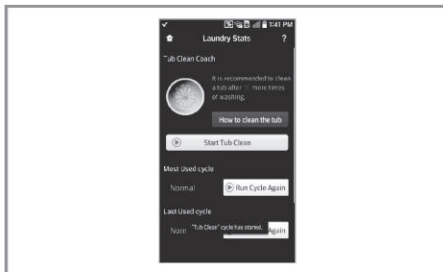 1:41 PM
Laundry Stats ?
Tub Clean Coach
It is recommended to clean
a tub after more times
of washing.
How to clean the tub
Start Tub Clean
Most Used cycle
Normal Run Cycle Again
Last Used cycle
Norn "Tub Clean" cycle has started. Again